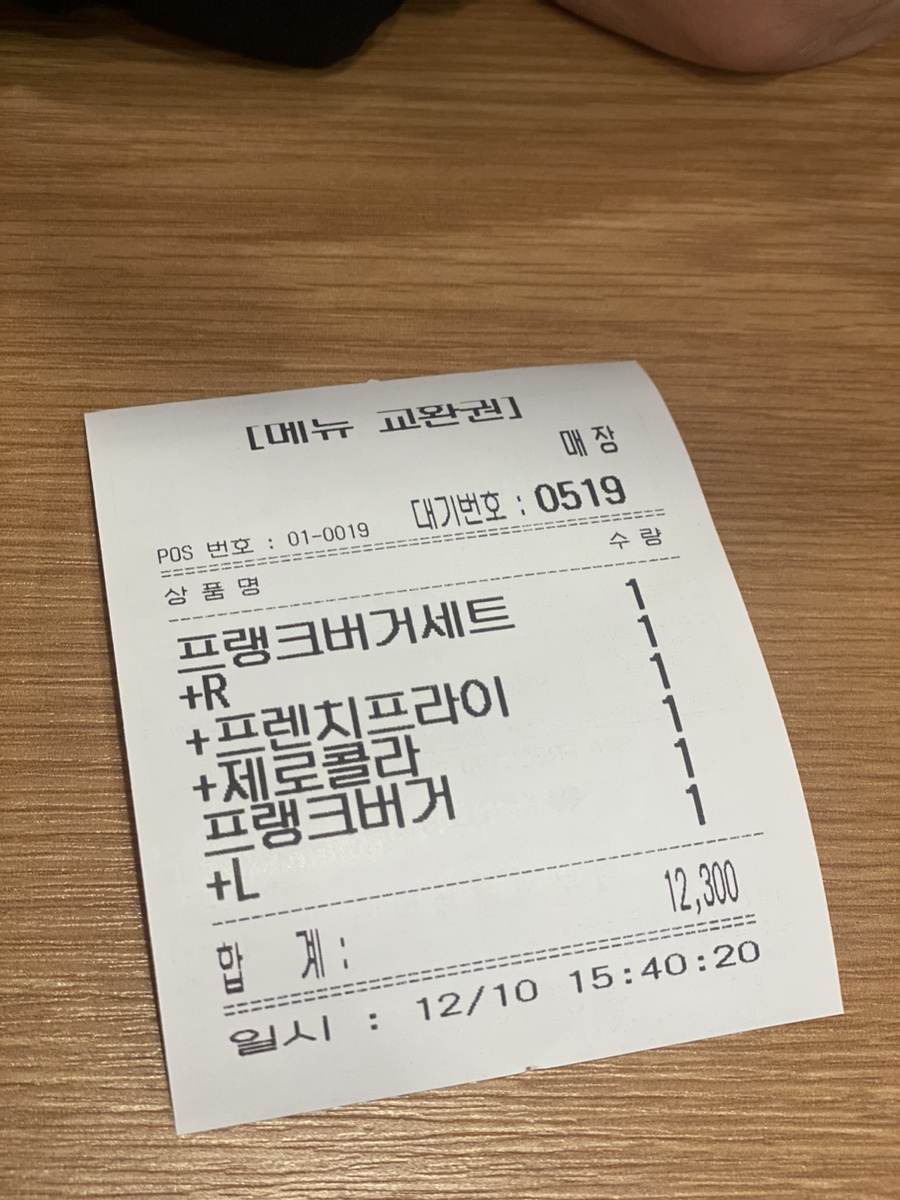 [메뉴 교환권]
매장
POS 번호 : 01-0019 대기번호 : 0519
상품명 수량
프랭크버거세트 1
+R 1
+프렌치프라이 1
+제로콜라 1
프랭크버거 1
+L 1
합 계 : 12,300
일시 : 12/10 15:40:20